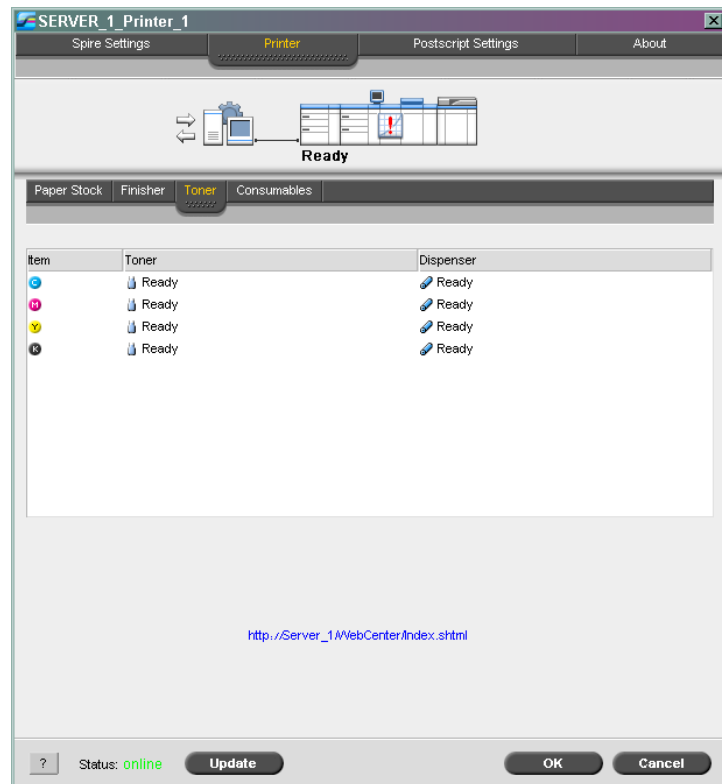 SERVER_1_Printer_1
Spire Settings Printer Postscript Settings About
Ready
Paper Stock Finisher Toner Consumables
Item Toner Dispenser
C Ready Ready
M Ready Ready
Y Ready Ready
K Ready Ready
http://Server_1/WebCenter/Index.shtml
? Status: online Update OK Cancel